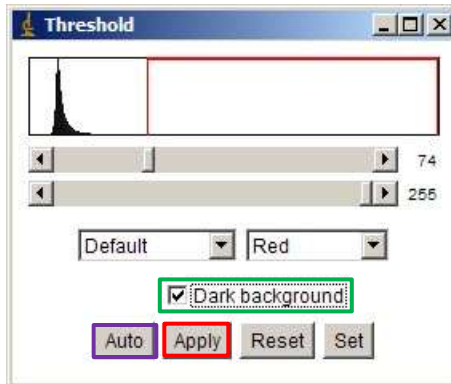 Threshold
74
255
Default Red
Dark background
Auto Apply Reset Set